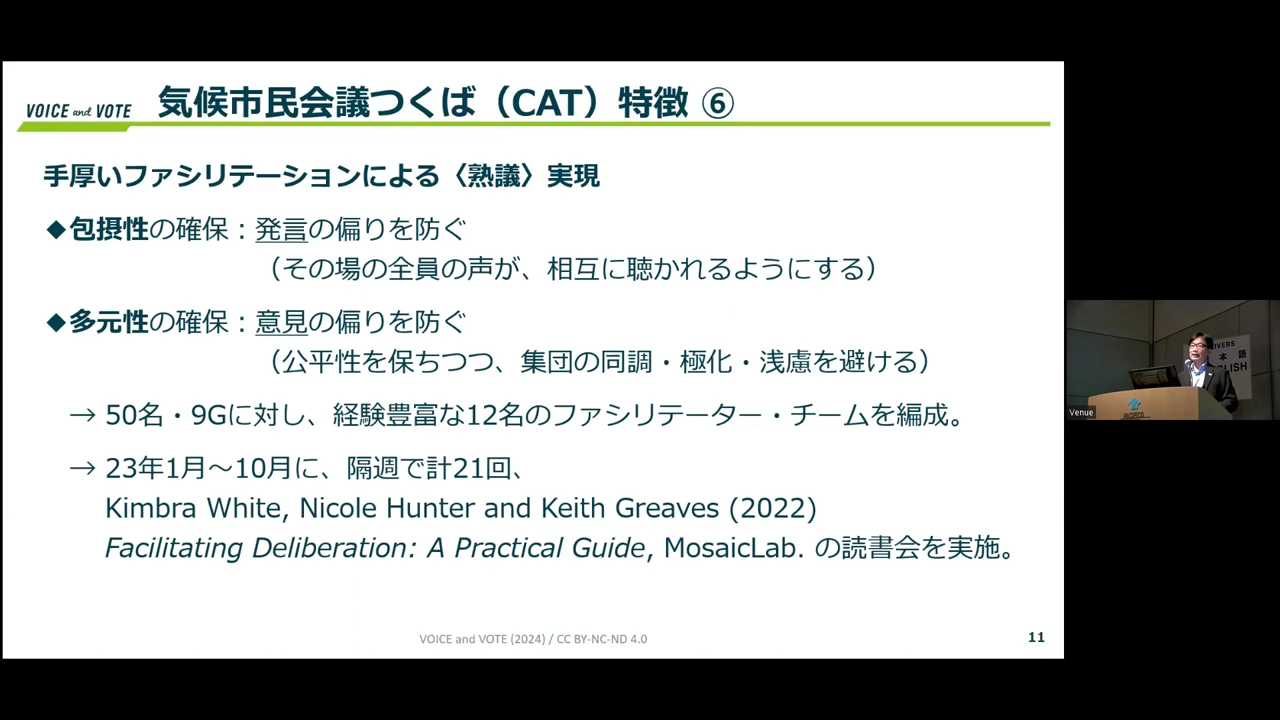 VOICE and VOTE
気候市民会議つくば（CAT）特徴 ⑥
手厚いファシリテーションによる〈熟議〉実現
◆包摂性の確保：発言の偏りを防ぐ
（その場の全員の声が、相互に聴かれるようにする）
◆多元性の確保：意見の偏りを防ぐ
（公平性を保ちつつ、集団の同調・極化・浅慮を避ける）
→ 50名・9Gに対し、経験豊富な12名のファシリテーター・チームを編成。
→ 23年1月～10月に、隔週で計21回、
Kimbra White, Nicole Hunter and Keith Greaves (2022)
Facilitating Deliberation: A Practical Guide, MosaicLab. の読書会を実施。
VOICE and VOTE (2024) / CC BY-NC-ND 4.0
11
本 語
Venue